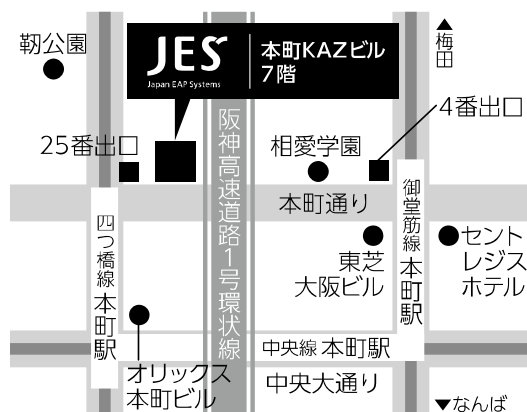 靭公園
JES
Japan EAP Systems
本町KAZビル
7階
▲梅田
4番出口
25番出口
阪神高速道路1号環状線
相愛学園
本町通り
御堂筋線 本町駅
四つ橋線 本町駅
東芝
大阪ビル
セント
レジス
ホテル
中央線 本町駅
中央大通り
オリックス
本町ビル
▼なんば